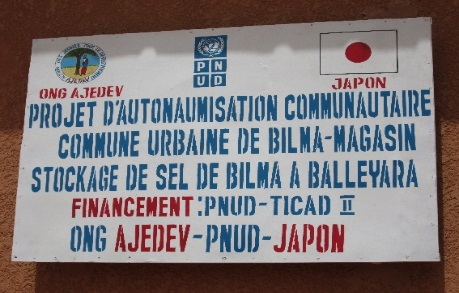 PNUD
ONG AJEDEV
JAPON
PROJET D'AUTONAUMISATION COMMUNAUTAIRE
COMMUNE URBAINE DE BILMA-MAGASIN
STOCKAGE DE SEL DE BILMA A BALLEYARA
FINANCEMENT:PNUD-TICAD II
ONG AJEDEV-PNUD-JAPON